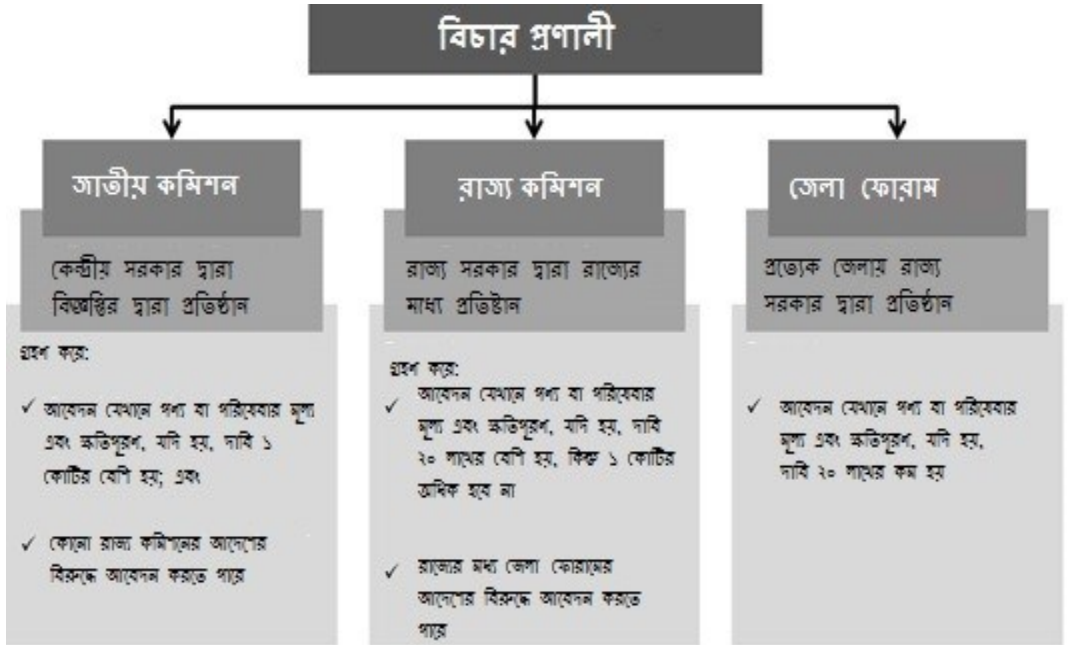 বিচার প্রণালী
জাতীয় কমিশন
কেন্দ্রীয় সরকার দ্বারা
বিজ্ঞপ্তির দ্বারা প্রতিষ্ঠান
গ্রহণ করে:
✓ আবেদন যেখানে পণ্য বা পরিষেবার মূল্য
এবং ক্ষতিপূরণ, যদি হয়, দাবি ১
কোটির বেশি হয়; এবং
✓ কোনো রাজ্য কমিশনের আদেশের
বিরুদ্ধে আবেদন করতে পারে
রাজ্য কমিশন
রাজ্য সরকার দ্বারা রাজ্যের
মাধ্য প্রতিষ্টান
গ্রহণ করে:
✓ আবেদন যেখানে পণ্য বা পরিষেবার
মূল্য এবং ক্ষতিপূরণ, যদি হয়, দাবি
২০ লাখের বেশি হয়, কিন্তু ১ কোটির
অধিক হবে না
✓ রাজ্যের মধ্য জেলা ফোরামের
আদেশের বিরুদ্ধে আবেদন করতে
পারে
জেলা ফোরাম
প্রত্যেক জেলায় রাজ্য
সরকার দ্বারা প্রতিষ্ঠান
✓ আবেদন যেখানে পণ্য বা পরিষেবার
মূল্য এবং ক্ষতিপূরণ, যদি হয়,
দাবি ২০ লাখের কম হয়